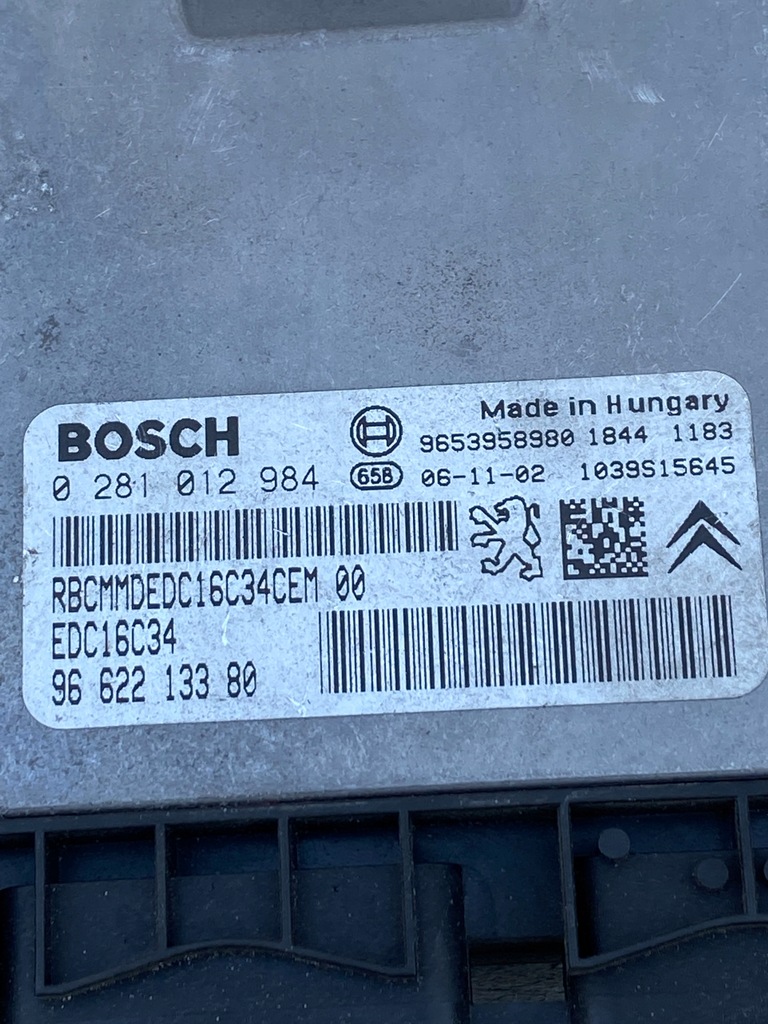 BOSCH
Made in Hungary
9653958980 1844 1183
0 281 012 984
658 06-11-02 1039S15645
RBCMMDEDC16C34CEM 00
EDC16C34
96 622 133 80